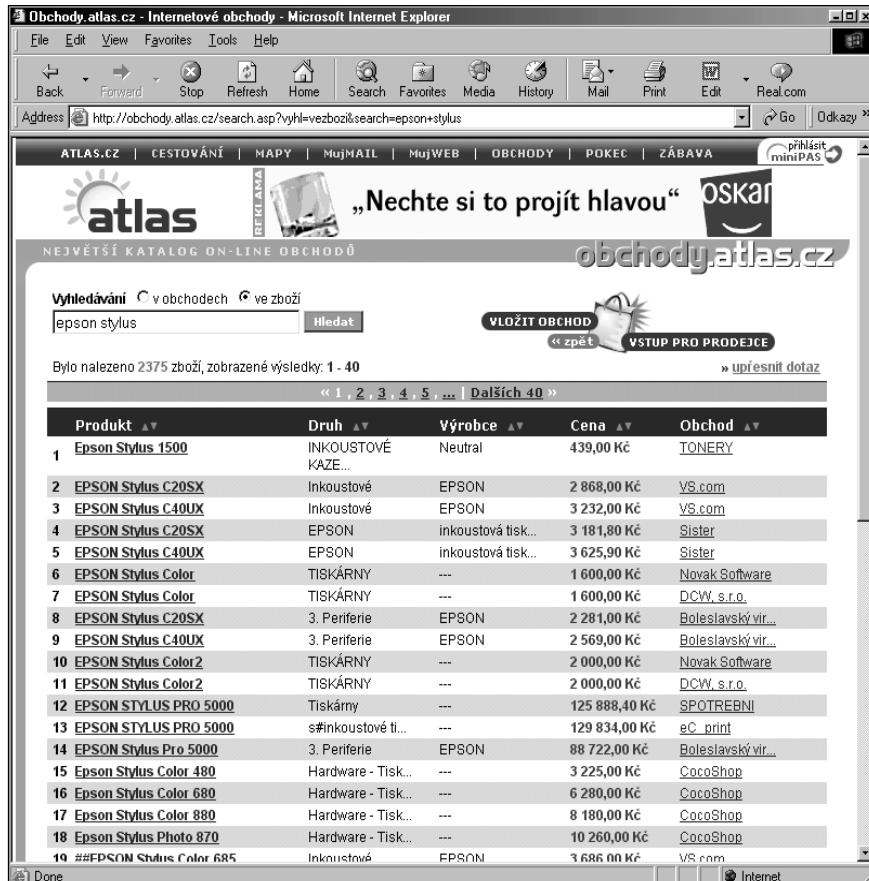 Obchody.atlas.cz - Internetové obchody - Microsoft Internet Explorer
File Edit View Favorites Tools Help
Back Forward Stop Refresh Home Search Favorites Media History Mail Print Edit Real.com
Address http://obchody.atlas.cz/search.asp?vyhl=vezbozi&search=epson+stylus Go Odkazy »
ATLAS.CZ | CESTOVÁNÍ | MAPY | MujMAIL | MujWEB | OBCHODY | POKEC | ZÁBAVA přihlásit miniPAS
atlas REKLAMA „Nechte si to projít hlavou“ OSKAR
NEJVĚTŠÍ KATALOG ON-LINE OBCHODŮ obchody.atlas.cz
Vyhledávání v obchodech ve zboží
epson stylus Hledat VLOŽIT OBCHOD
« zpět VSTUP PRO PRODEJCE
Bylo nalezeno 2375 zboží, zobrazené výsledky: 1 - 40 » upřesnit dotaz
« 1 , 2 , 3 , 4 , 5 , ... | Dalších 40 »
Produkt ▲▼ Druh ▲▼ Výrobce ▲▼ Cena ▲▼ Obchod ▲▼
1 Epson Stylus 1500 INKOUSTOVÉ KAZE... Neutral 439,00 Kč TONERY
2 EPSON Stylus C20SX Inkoustové EPSON 2 868,00 Kč VS.com
3 EPSON Stylus C40UX Inkoustové EPSON 3 232,00 Kč VS.com
4 EPSON Stylus C20SX EPSON inkoustová tisk... 3 181,80 Kč Sister
5 EPSON Stylus C40UX EPSON inkoustová tisk... 3 625,90 Kč Sister
6 EPSON Stylus Color TISKÁRNY --- 1 600,00 Kč Novak Software
7 EPSON Stylus Color TISKÁRNY --- 1 600,00 Kč DCW, s.r.o.
8 EPSON Stylus C20SX 3. Periferie EPSON 2 281,00 Kč Boleslavský vir...
9 EPSON Stylus C40UX 3. Periferie EPSON 2 569,00 Kč Boleslavský vir...
10 EPSON Stylus Color2 TISKÁRNY --- 2 000,00 Kč Novak Software
11 EPSON Stylus Color2 TISKÁRNY --- 2 000,00 Kč DCW, s.r.o.
12 EPSON STYLUS PRO 5000 Tiskárny --- 125 888,40 Kč SPOTREBNI
13 EPSON STYLUS PRO 5000 s#inkoustové ti... --- 129 834,00 Kč eC_print
14 EPSON Stylus Pro 5000 3. Periferie EPSON 88 722,00 Kč Boleslavský vir...
15 Epson Stylus Color 480 Hardware - Tisk... --- 3 225,00 Kč CocoShop
16 Epson Stylus Color 680 Hardware - Tisk... --- 6 280,00 Kč CocoShop
17 Epson Stylus Color 880 Hardware - Tisk... --- 8 180,00 Kč CocoShop
18 Epson Stylus Photo 870 Hardware - Tisk... --- 10 260,00 Kč CocoShop
19 ##EPSON Stylus Color 685 Inkoustové EPSON 3 686,00 Kč VS.com
Done Internet